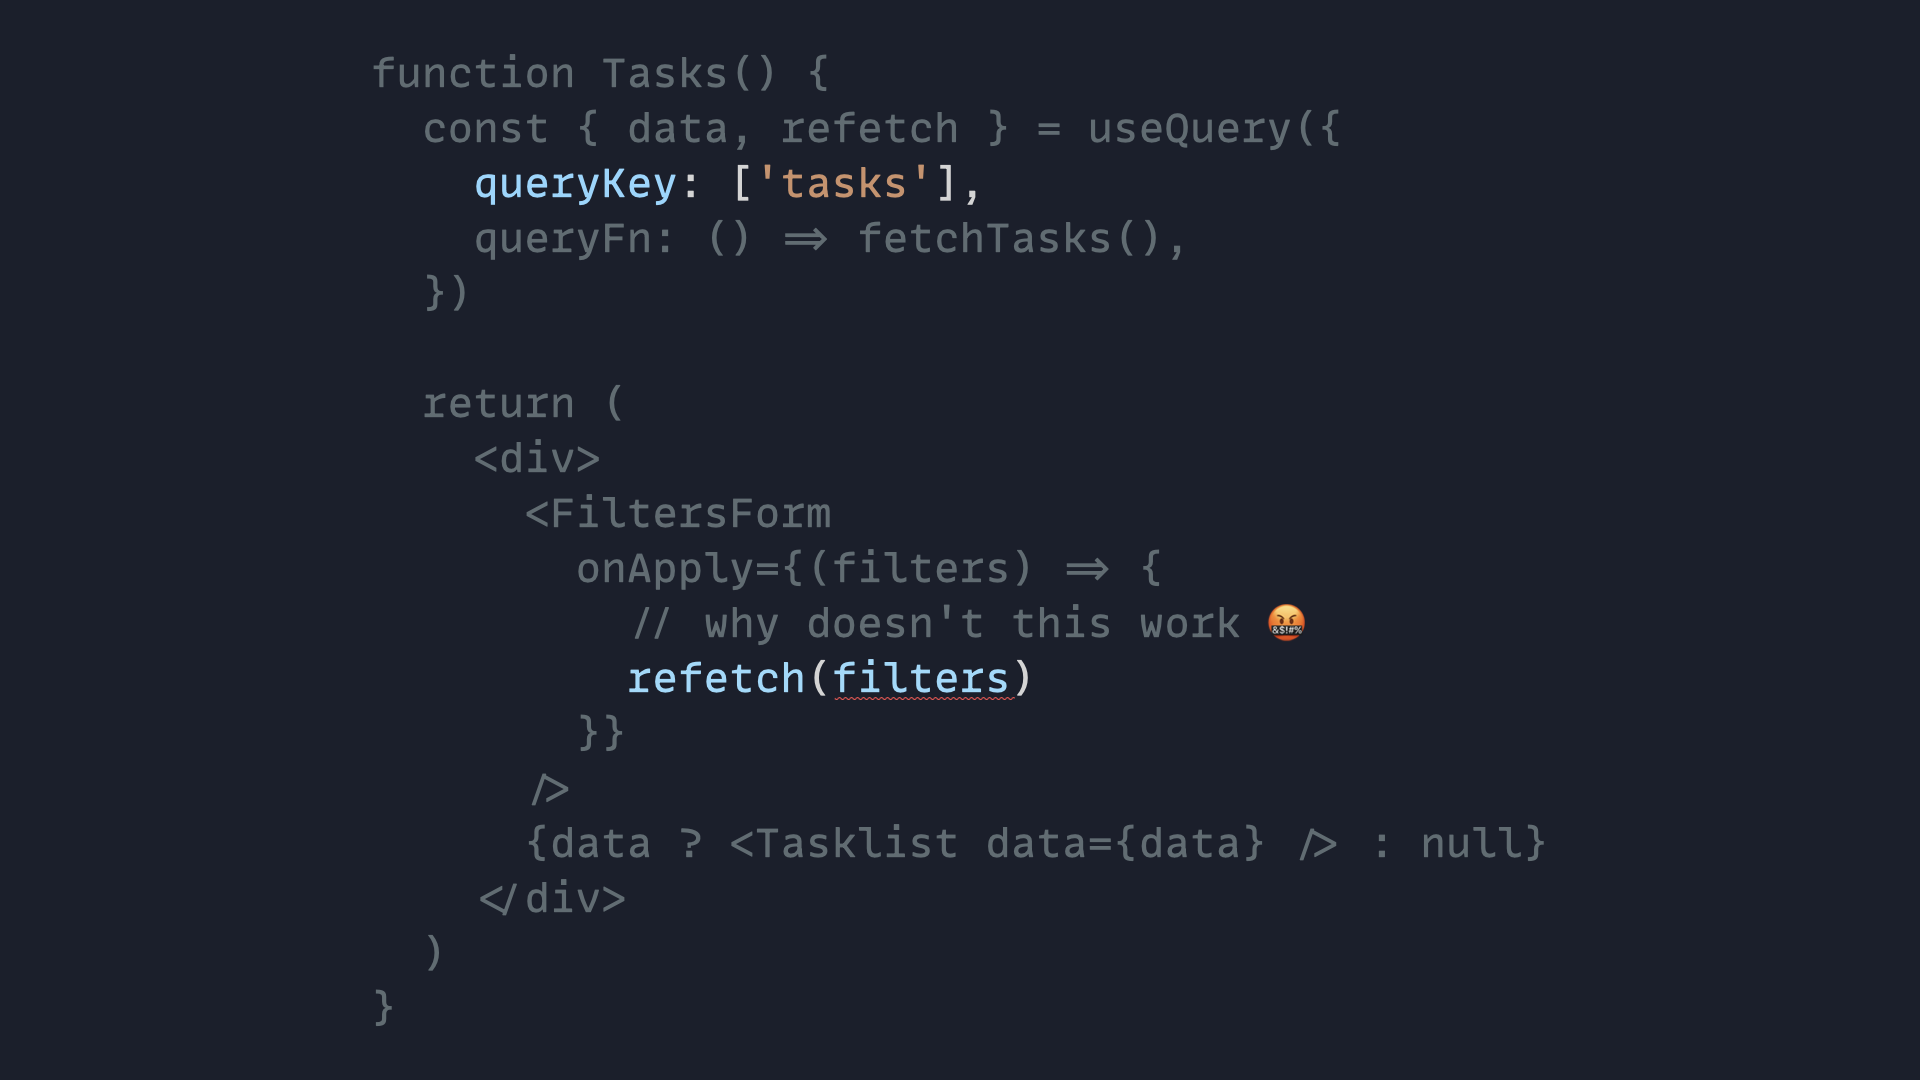 function Tasks() {
  const { data, refetch } = useQuery({
    queryKey: ['tasks'],
    queryFn: () => fetchTasks(),
  })

  return (
    <div>
      <FiltersForm
        onApply={(filters) => {
          // why doesn't this work 🤬
          refetch(filters)
        }}
      />
      {data ? <Tasklist data={data} /> : null}
    </div>
  )
}